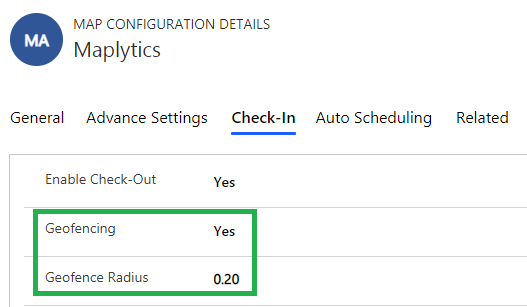 MA
MAP CONFIGURATION DETAILS
Maplytics
General Advance Settings Check-In Auto Scheduling Related
Enable Check-Out Yes
Geofencing Yes
Geofence Radius 0.20